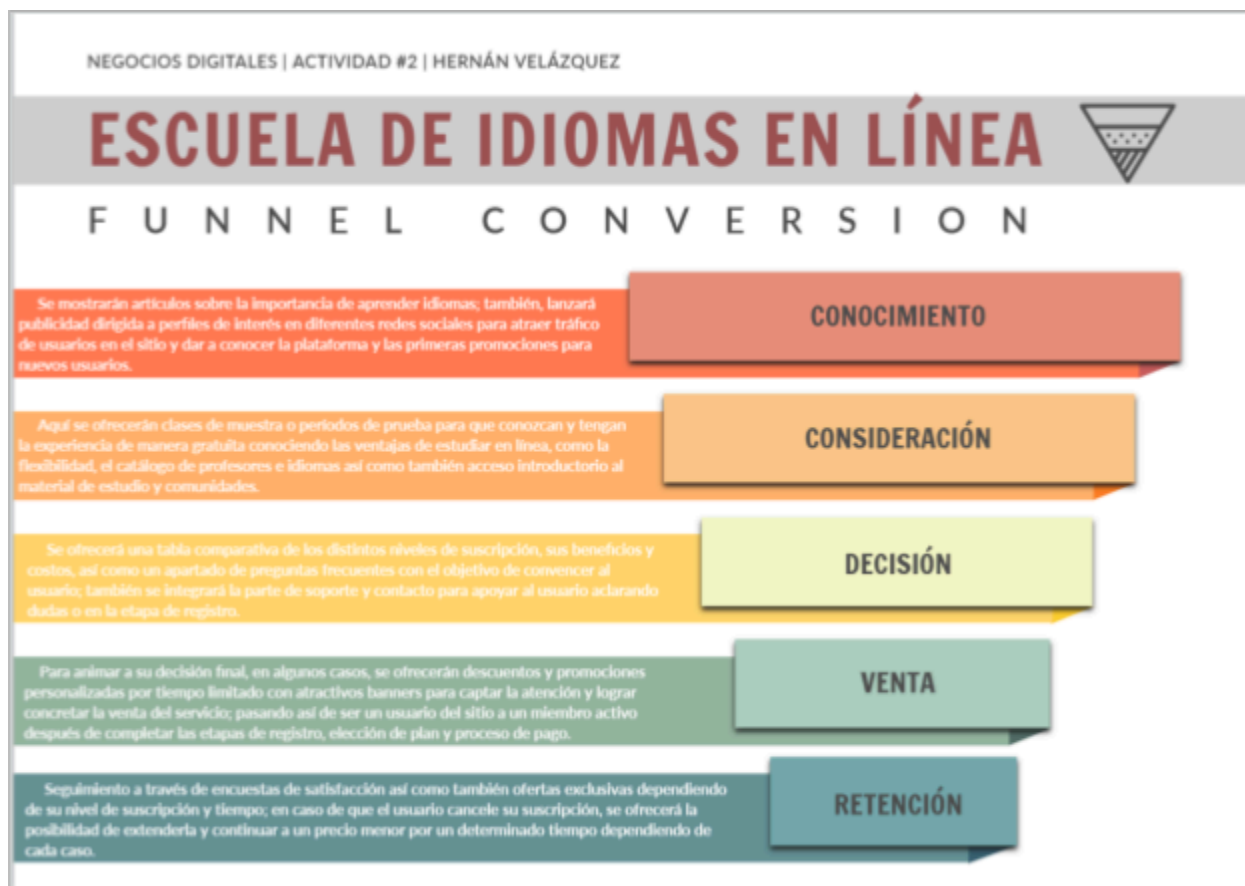 NEGOCIOS DIGITALES | ACTIVIDAD #2 | HERNÁN VELÁZQUEZ
ESCUELA DE IDIOMAS EN LÍNEA
FUNNEL CONVERSION
Se mostrarán artículos sobre la importancia de aprender idiomas; también, lanzará
publicidad dirigida a perfiles de interés en diferentes redes sociales para atraer tráfico
de usuarios en el sitio y dar a conocer la plataforma y las primeras promociones para
nuevos usuarios.
CONOCIMIENTO
Aquí se ofrecerán clases de muestra o períodos de prueba para que conozcan y tengan
la experiencia de manera gratuita conociendo las ventajas de estudiar en línea, como la
flexibilidad, el catálogo de profesores e idiomas así como también acceso introductorio al
material de estudio y comunidades.
CONSIDERACIÓN
Se ofrecerá una tabla comparativa de los distintos niveles de suscripción, sus beneficios y
costos, así como un apartado de preguntas frecuentes con el objetivo de convencer al
usuario; también se integrará la parte de soporte y contacto para apoyar al usuario aclarando
dudas o en la etapa de registro.
DECISIÓN
Para animar a su decisión final, en algunos casos, se ofrecerán descuentos y promociones
personalizadas por tiempo limitado con atractivos banners para captar la atención y lograr
concretar la venta del servicio; pasando así de ser un usuario del sitio a un miembro activo
después de completar las etapas de registro, elección de plan y proceso de pago.
VENTA
Seguimiento a través de encuestas de satisfacción así como también ofertas exclusivas dependiendo
de su nivel de suscripción y tiempo; en caso de que el usuario cancele su suscripción, se ofrecerá la
posibilidad de extenderla y continuar a un precio menor por un determinado tiempo dependiendo de
cada caso.
RETENCIÓN